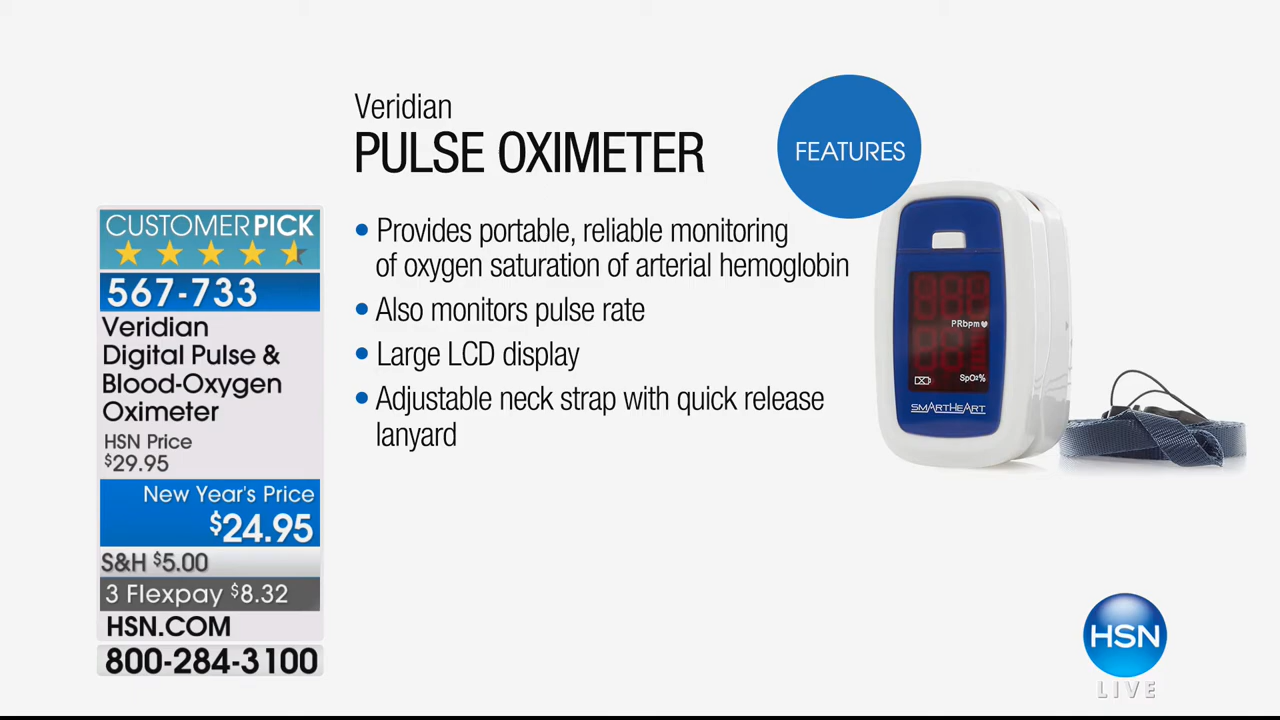 Veridian
PULSE OXIMETER
FEATURES
• Provides portable, reliable monitoring
of oxygen saturation of arterial hemoglobin
• Also monitors pulse rate
• Large LCD display
• Adjustable neck strap with quick release
lanyard
CUSTOMER PICK
567-733
Veridian
Digital Pulse &
Blood-Oxygen
Oximeter
HSN Price
$29.95
New Year's Price
$24.95
S&H $5.00
3 Flexpay $8.32
HSN.COM
800-284-3100
PRbpm
SpO2%
SMARTHEART
HSN
LIVE